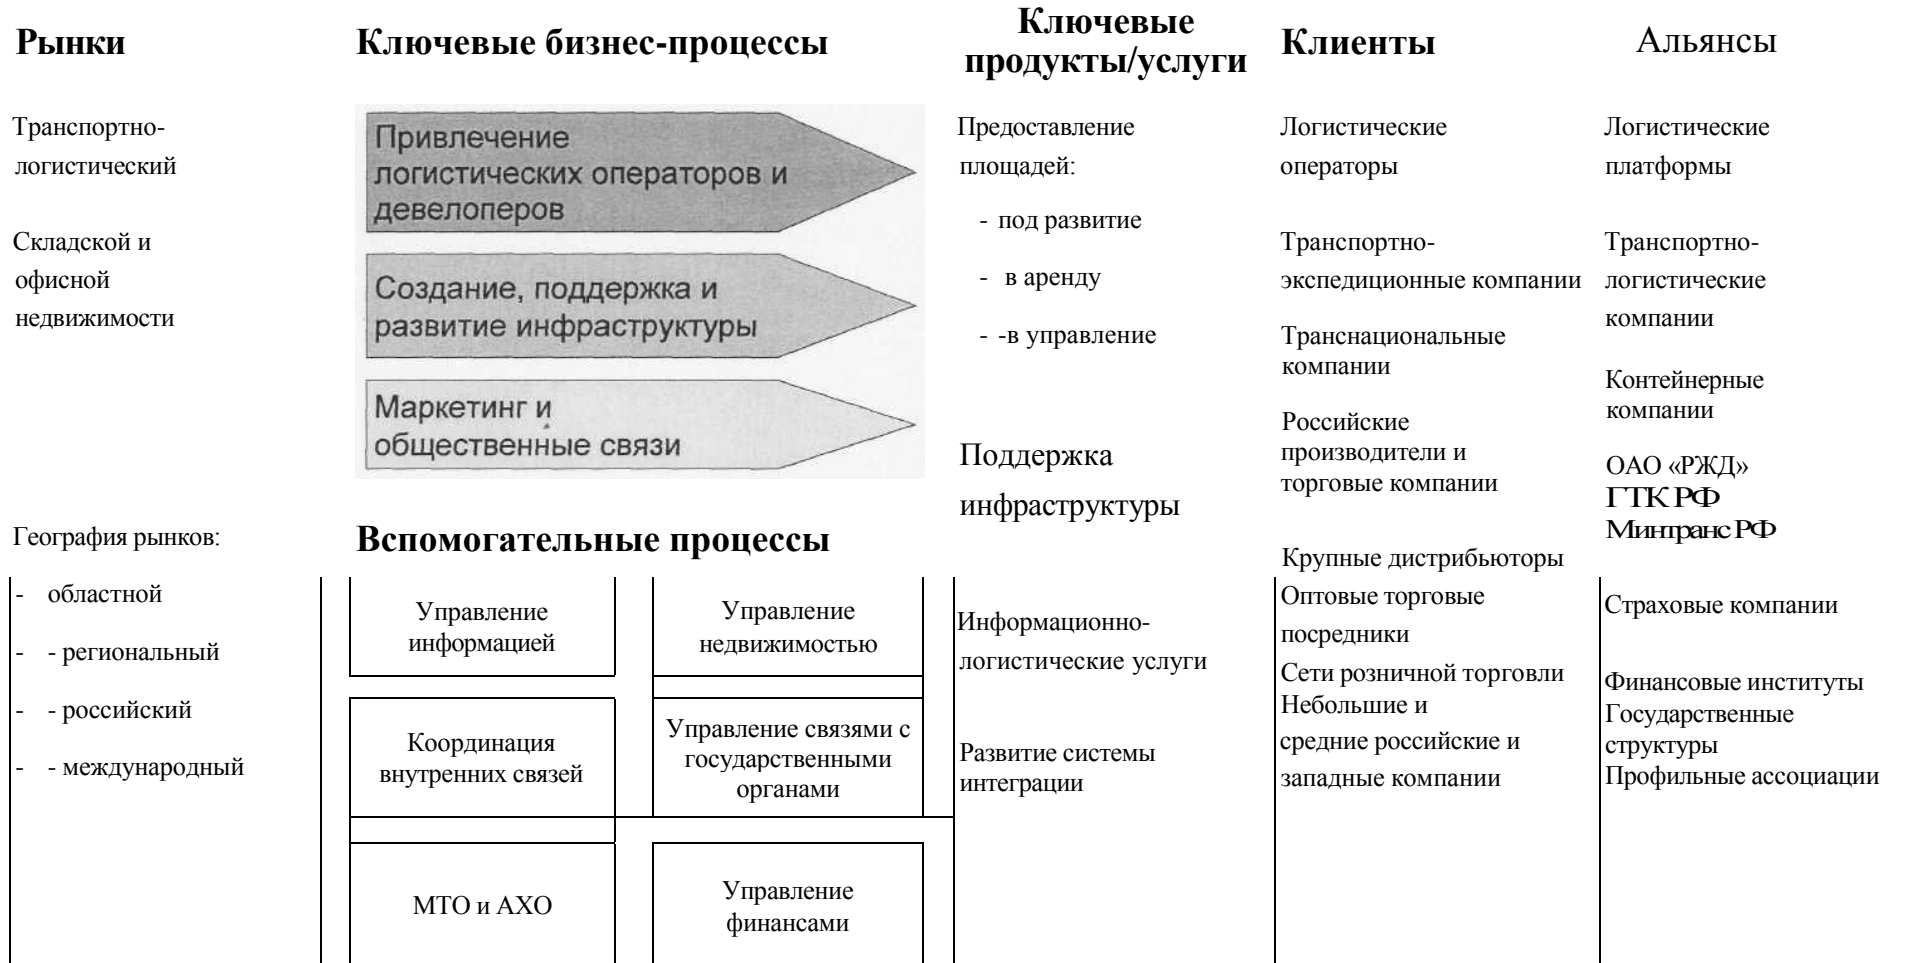 Рынки
Транспортно-
логистический
Складской и
офисной
недвижимости
География рынков:
- областной
- - региональный
- - российский
- - международный
Ключевые бизнес-процессы
Привлечение
логистических операторов и
девелоперов
Создание, поддержка и
развитие инфраструктуры
Маркетинг и
общественные связи
Вспомогательные процессы
Управление
информацией
Управление
недвижимостью
Координация
внутренних связей
Управление связями с
государственными
органами
МТО и АХО
Управление
финансами
Ключевые
продукты/услуги
Предоставление
площадей:
- под развитие
- в аренду
- -в управление
Поддержка
инфраструктуры
Информационно-
логистические услуги
Развитие системы
интеграции
Клиенты
Логистические
операторы
Транспортно-
экспедиционные компании
Транснациональные
компании
Российские
производители и
торговые компании
Крупные дистрибьюторы
Оптовые торговые
посредники
Сети розничной торговли
Небольшие и
средние российские и
западные компании
Альянсы
Логистические
платформы
Транспортно-
логистические
компании
Контейнерные
компании
ОАО «РЖД»
ГТК РФ
Минтранс РФ
Страховые компании
Финансовые институты
Государственные
структуры
Профильные ассоциации